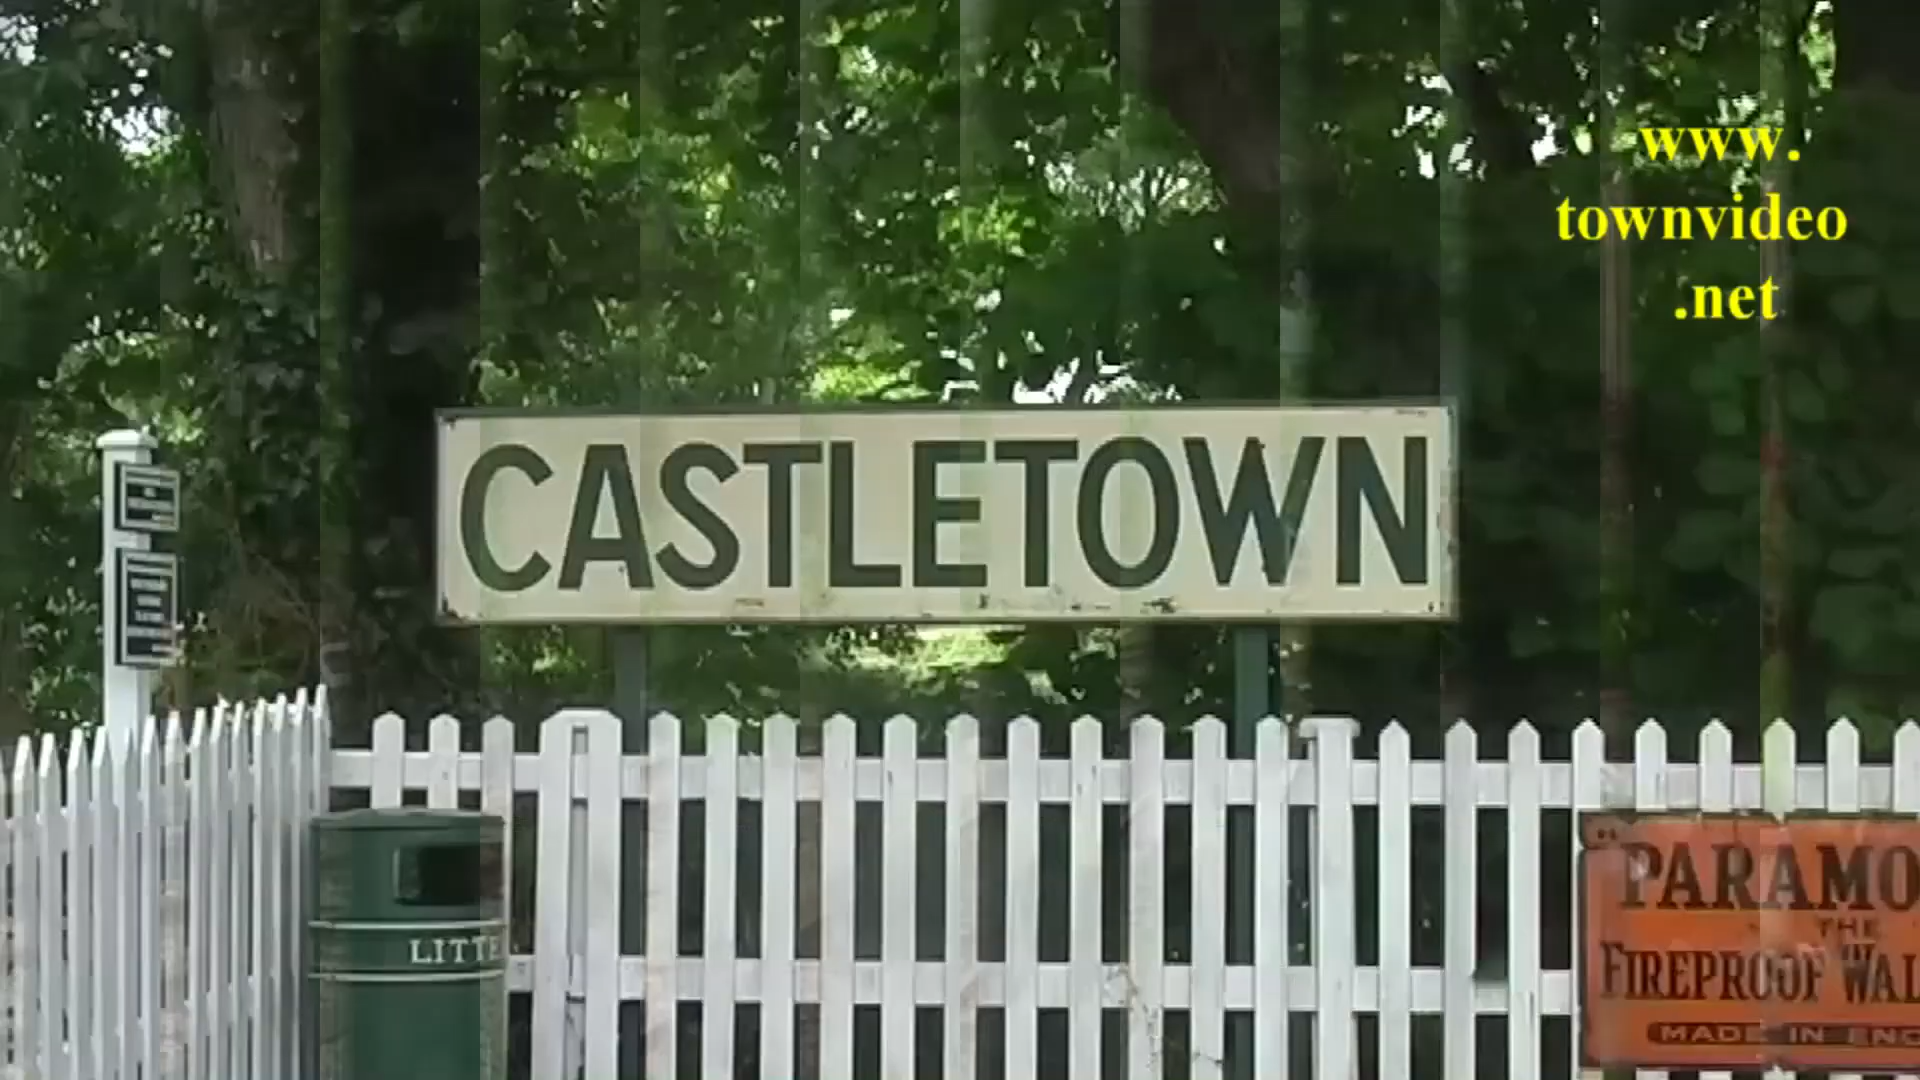 www.
townvideo
.net
CASTLETOWN
LITTE
"PARAMO
THE
FIREPROOF WAL
MADE IN ENG